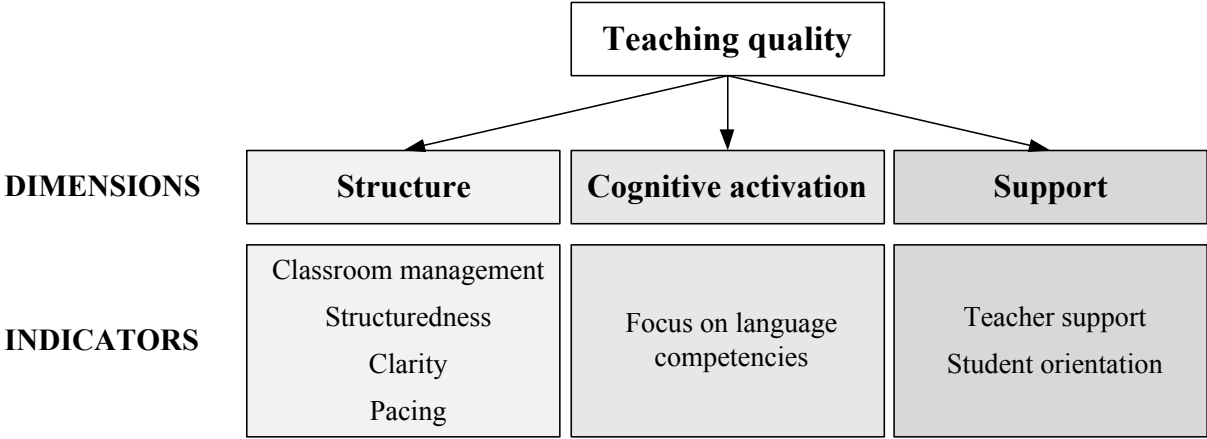 Teaching quality
DIMENSIONS
Structure
Cognitive activation
Support
INDICATORS
Classroom management
Structuredness
Clarity
Pacing
Focus on language
competencies
Teacher support
Student orientation